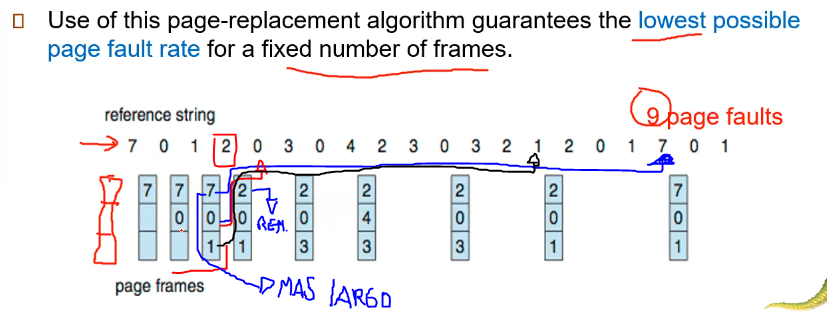 Use of this page-replacement algorithm guarantees the lowest possible
page fault rate for a fixed number of frames.
reference string
9 page faults
7 0 1 2 0 3 0 4 2 3 0 3 2 1 2 0 1 7 0 1
7 7 7 2 2 2 2 2 7
0 0 0 0 4 0 0 0
1 1 3 3 3 1 1
REM.
page frames
MAS LARGO